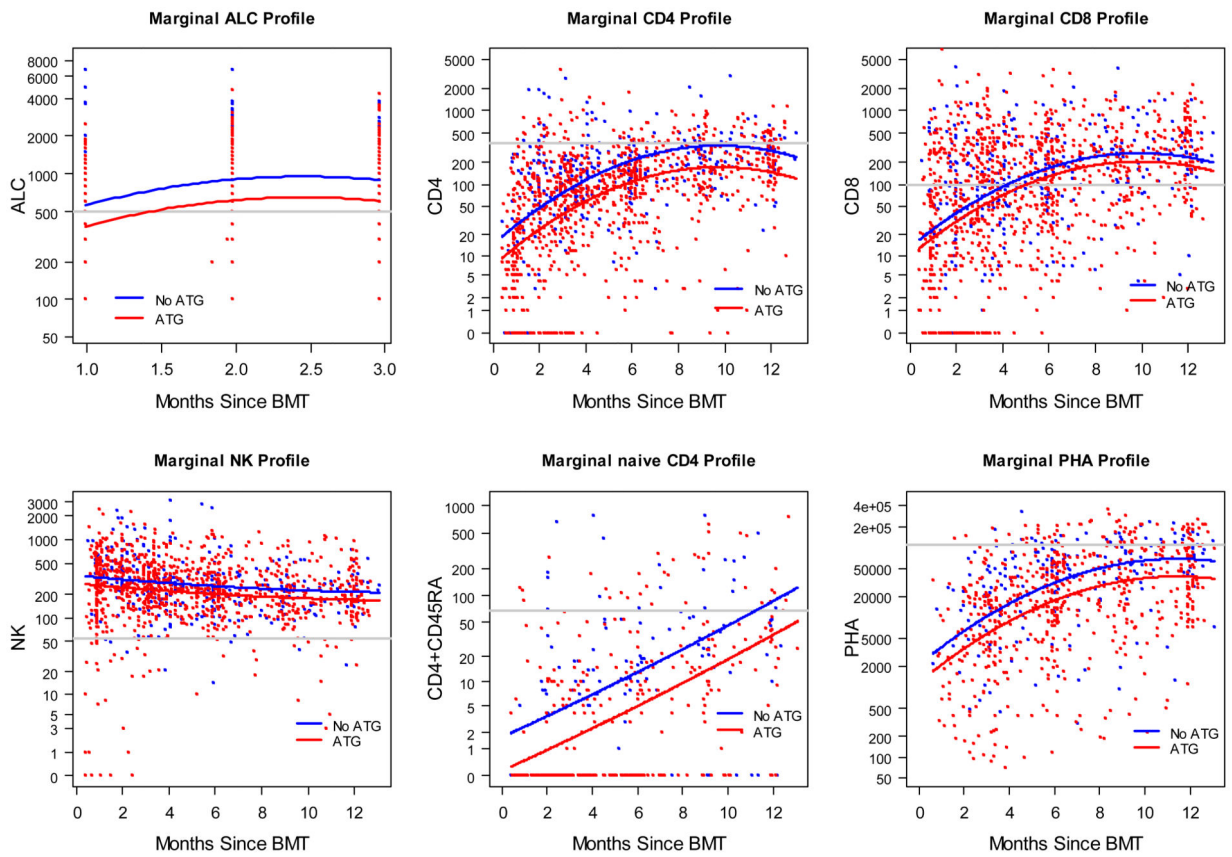 Marginal ALC Profile
8000
6000
4000
2000
1000
500
200
100
50
ALC
No ATG
ATG
1.0 1.5 2.0 2.5 3.0
Months Since BMT
Marginal CD4 Profile
5000
2000
1000
500
200
100
50
20
10
5
2
1
0
CD4
No ATG
ATG
0 2 4 6 8 10 12
Months Since BMT
Marginal CD8 Profile
5000
2000
1000
500
200
100
50
20
10
5
2
1
0
CD8
No ATG
ATG
0 2 4 6 8 10 12
Months Since BMT
Marginal NK Profile
3000
2000
1000
500
200
100
50
20
10
5
3
1
0
NK
No ATG
ATG
0 2 4 6 8 10 12
Months Since BMT
Marginal naive CD4 Profile
1000
500
200
100
50
20
10
5
2
1
0
CD4+CD45RA
No ATG
ATG
0 2 4 6 8 10 12
Months Since BMT
Marginal PHA Profile
4e+05
2e+05
50000
20000
5000
2000
500
200
100
50
PHA
No ATG
ATG
0 2 4 6 8 10 12
Months Since BMT